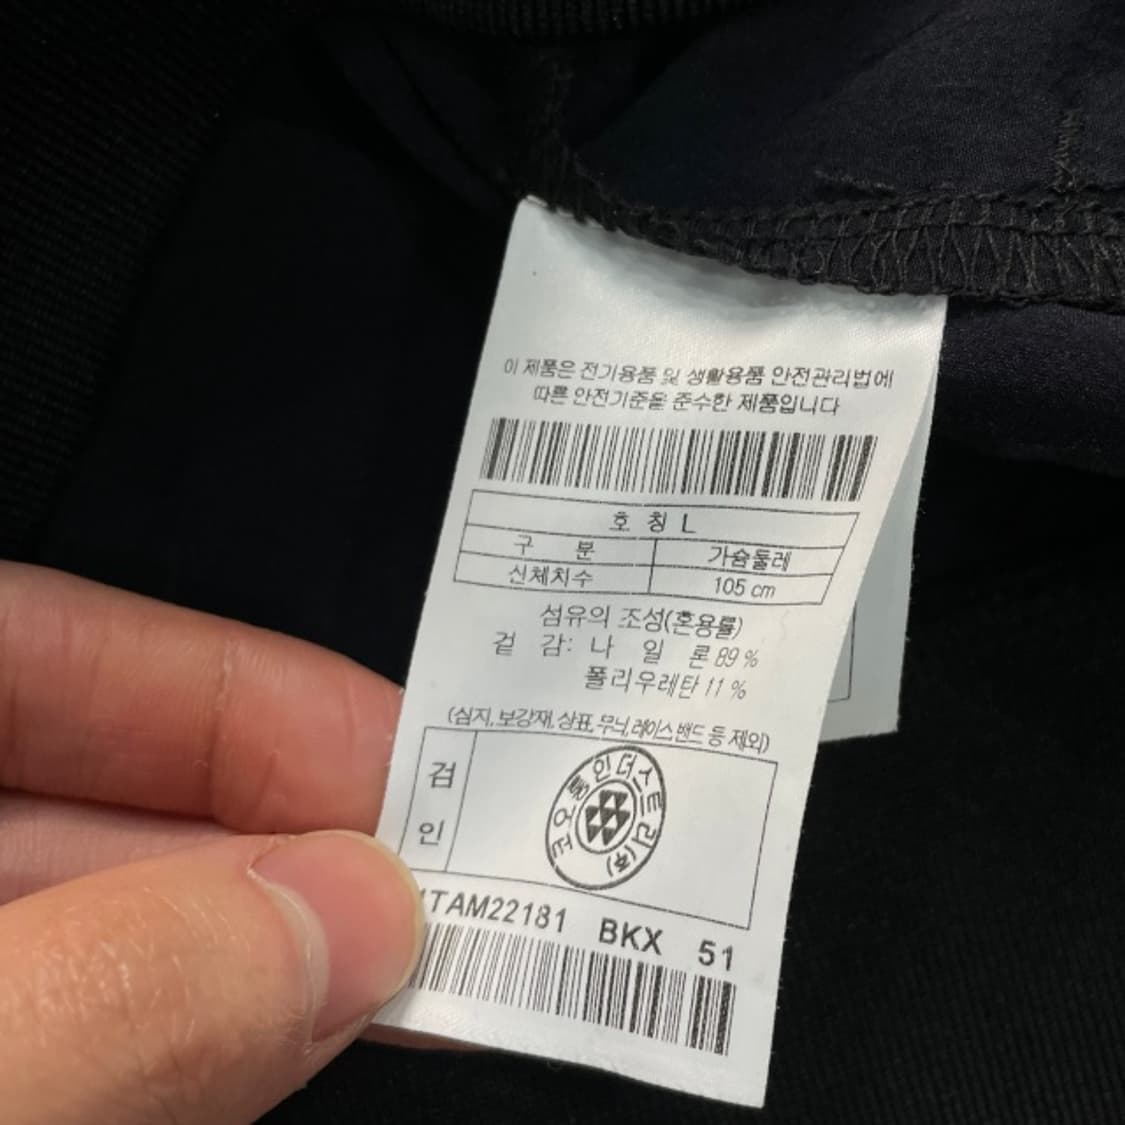 이 제품은 전기용품 및 생활용품 안전관리법에
따른 안전기준을 준수한 제품입니다
호 칭 L
구 분 가슴둘레
신체치수 105 cm
섬유의 조성(혼용률)
겉 감: 나 일 론 89 %
폴리우레탄 11 %
(심지, 보강재, 상표, 무늬, 레이스 밴드 등 제외)
검
인
코오롱인더스트리(주)
1TAM22181 BKX 51